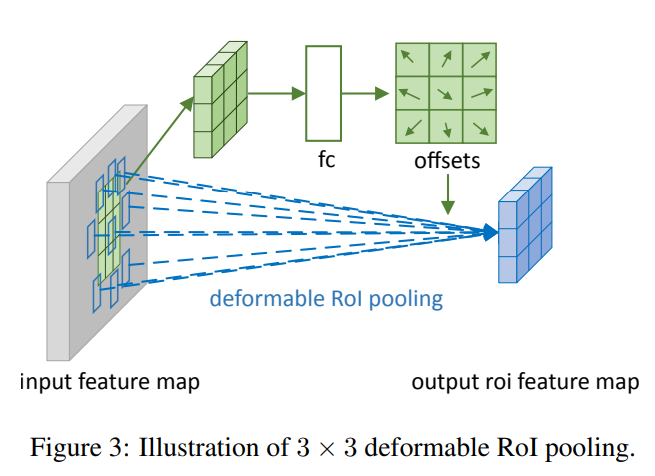 fc
offsets
deformable RoI pooling
input feature map
output roi feature map
Figure 3: Illustration of 3 × 3 deformable RoI pooling.